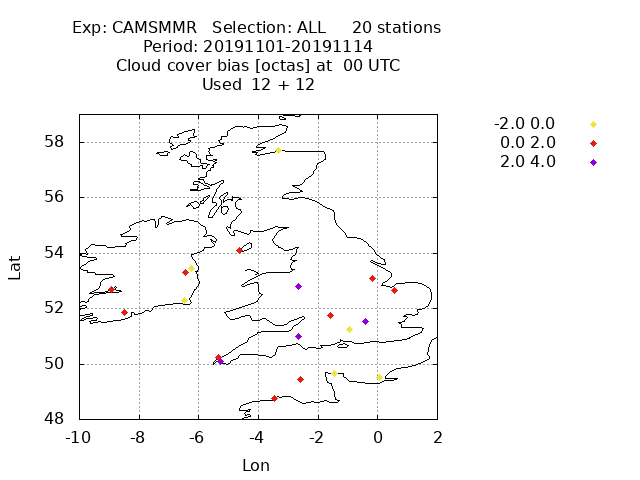 Exp: CAMSMMR   Selection: ALL     20 stations
Period: 20191101-20191114
Cloud cover bias [octas] at  00 UTC
Used  12 + 12
-2.0 0.0
0.0 2.0
2.0 4.0
58
56
54
52
50
48
Lat
-10 -8 -6 -4 -2 0 2
Lon